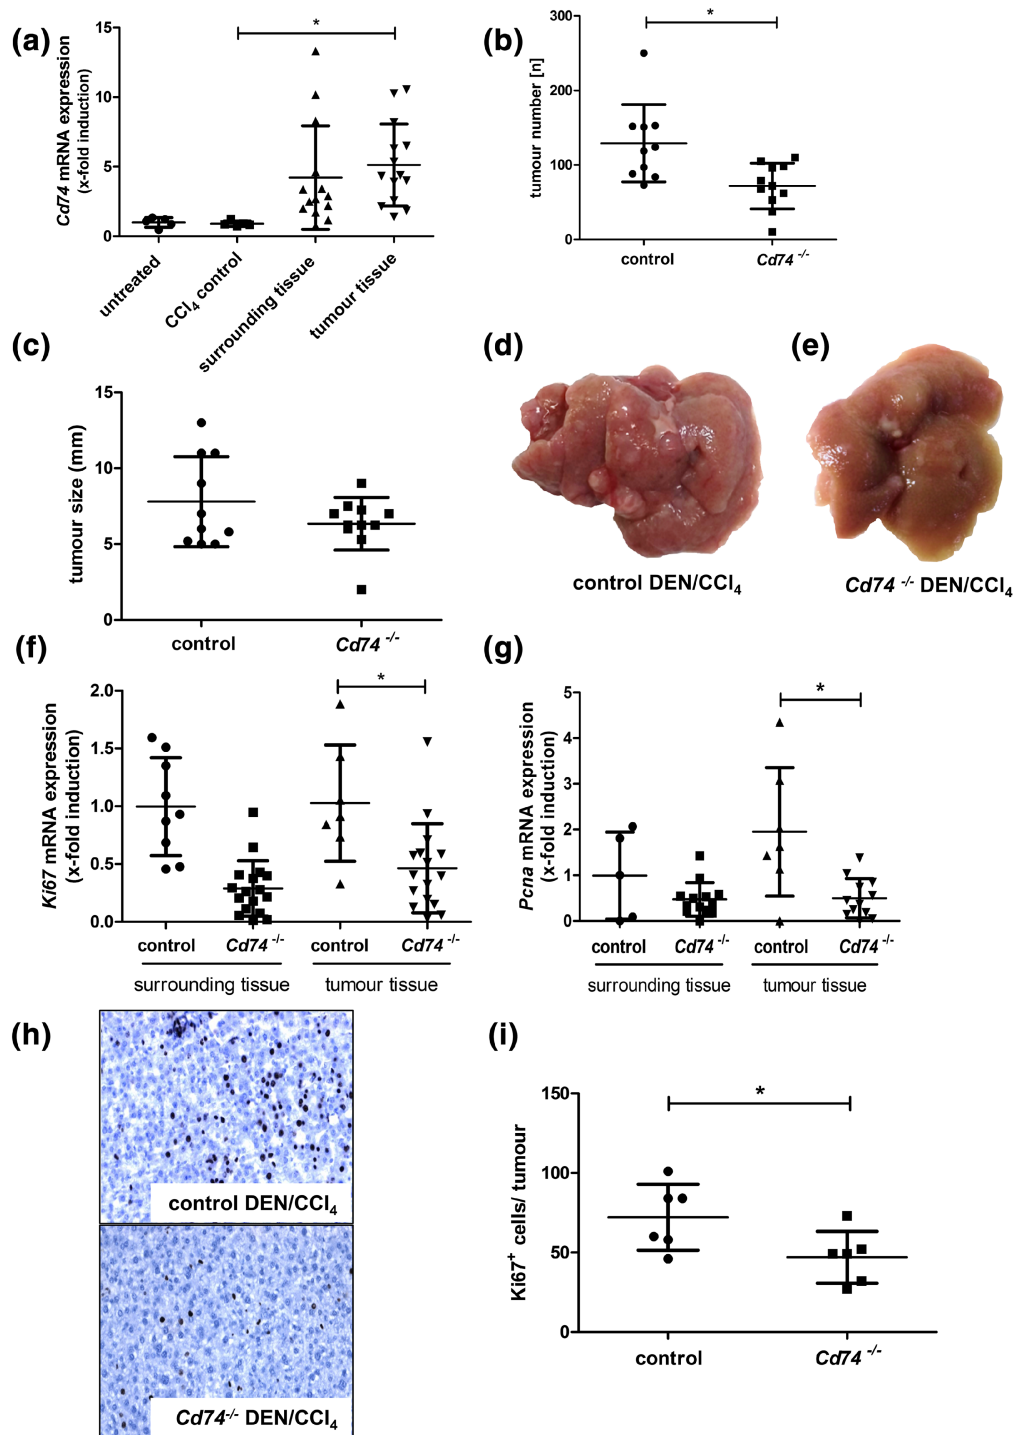 (a)
Cd74 mRNA expression
(x-fold induction)
15
10
5
0
*
untreated
CCl4 control
surrounding tissue
tumour tissue
(b)
tumour number [n]
300
200
100
0
*
control
Cd74 -/-
(c)
tumour size (mm)
15
10
5
0
control
Cd74 -/-
(d)
control DEN/CCl4
(e)
Cd74 -/- DEN/CCl4
(f)
Ki67 mRNA expression
(x-fold induction)
2.0
1.5
1.0
0.5
0.0
*
control
Cd74 -/-
control
Cd74 -/-
surrounding tissue
tumour tissue
(g)
Pcna mRNA expression
(x-fold induction)
5
4
3
2
1
0
*
control
Cd74 -/-
control
Cd74 -/-
surrounding tissue
tumour tissue
(h)
control DEN/CCl4
Cd74-/- DEN/CCl4
(i)
Ki67+ cells/ tumour
150
100
50
0
*
control
Cd74 -/-